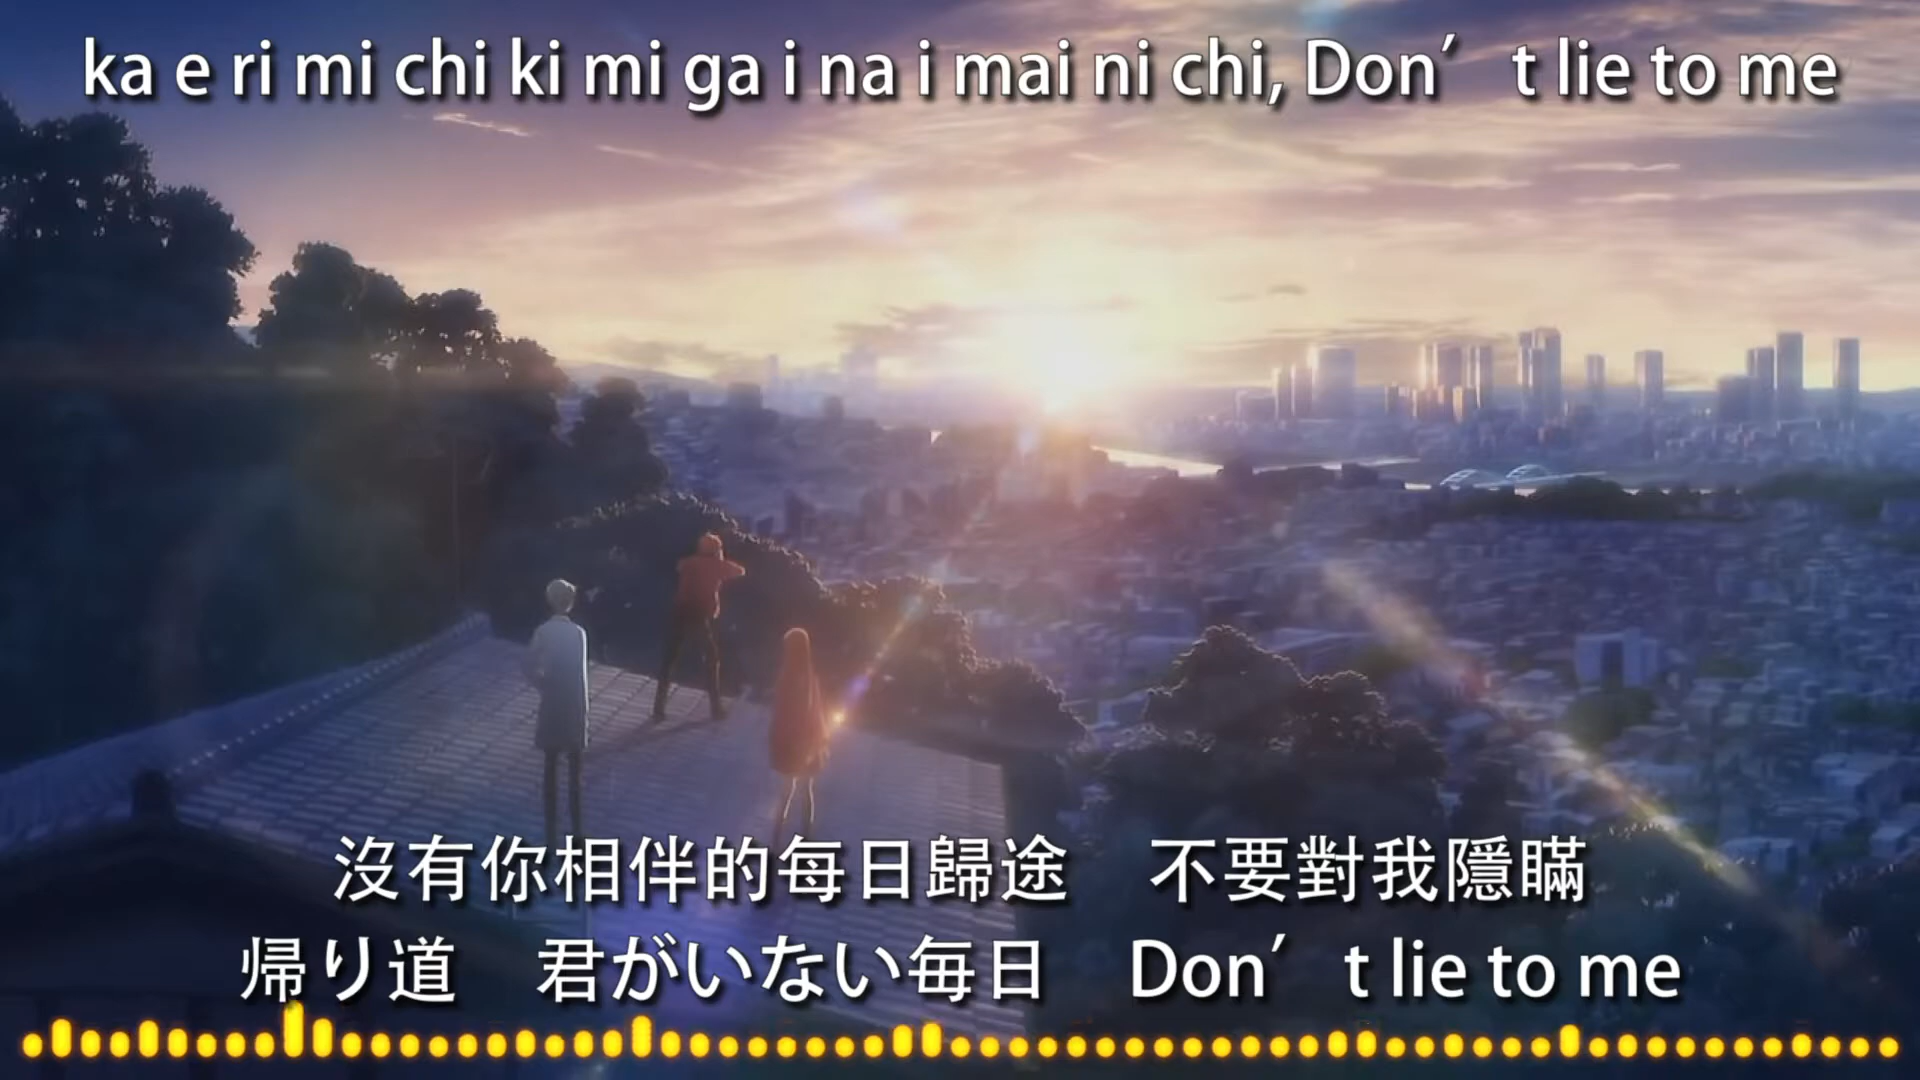 ka e ri mi chi ki mi ga i na i mai ni chi, Don’ t lie to me
沒有你相伴的每日歸途　不要對我隱瞞
帰り道　君がいない毎日　Don’ t lie to me